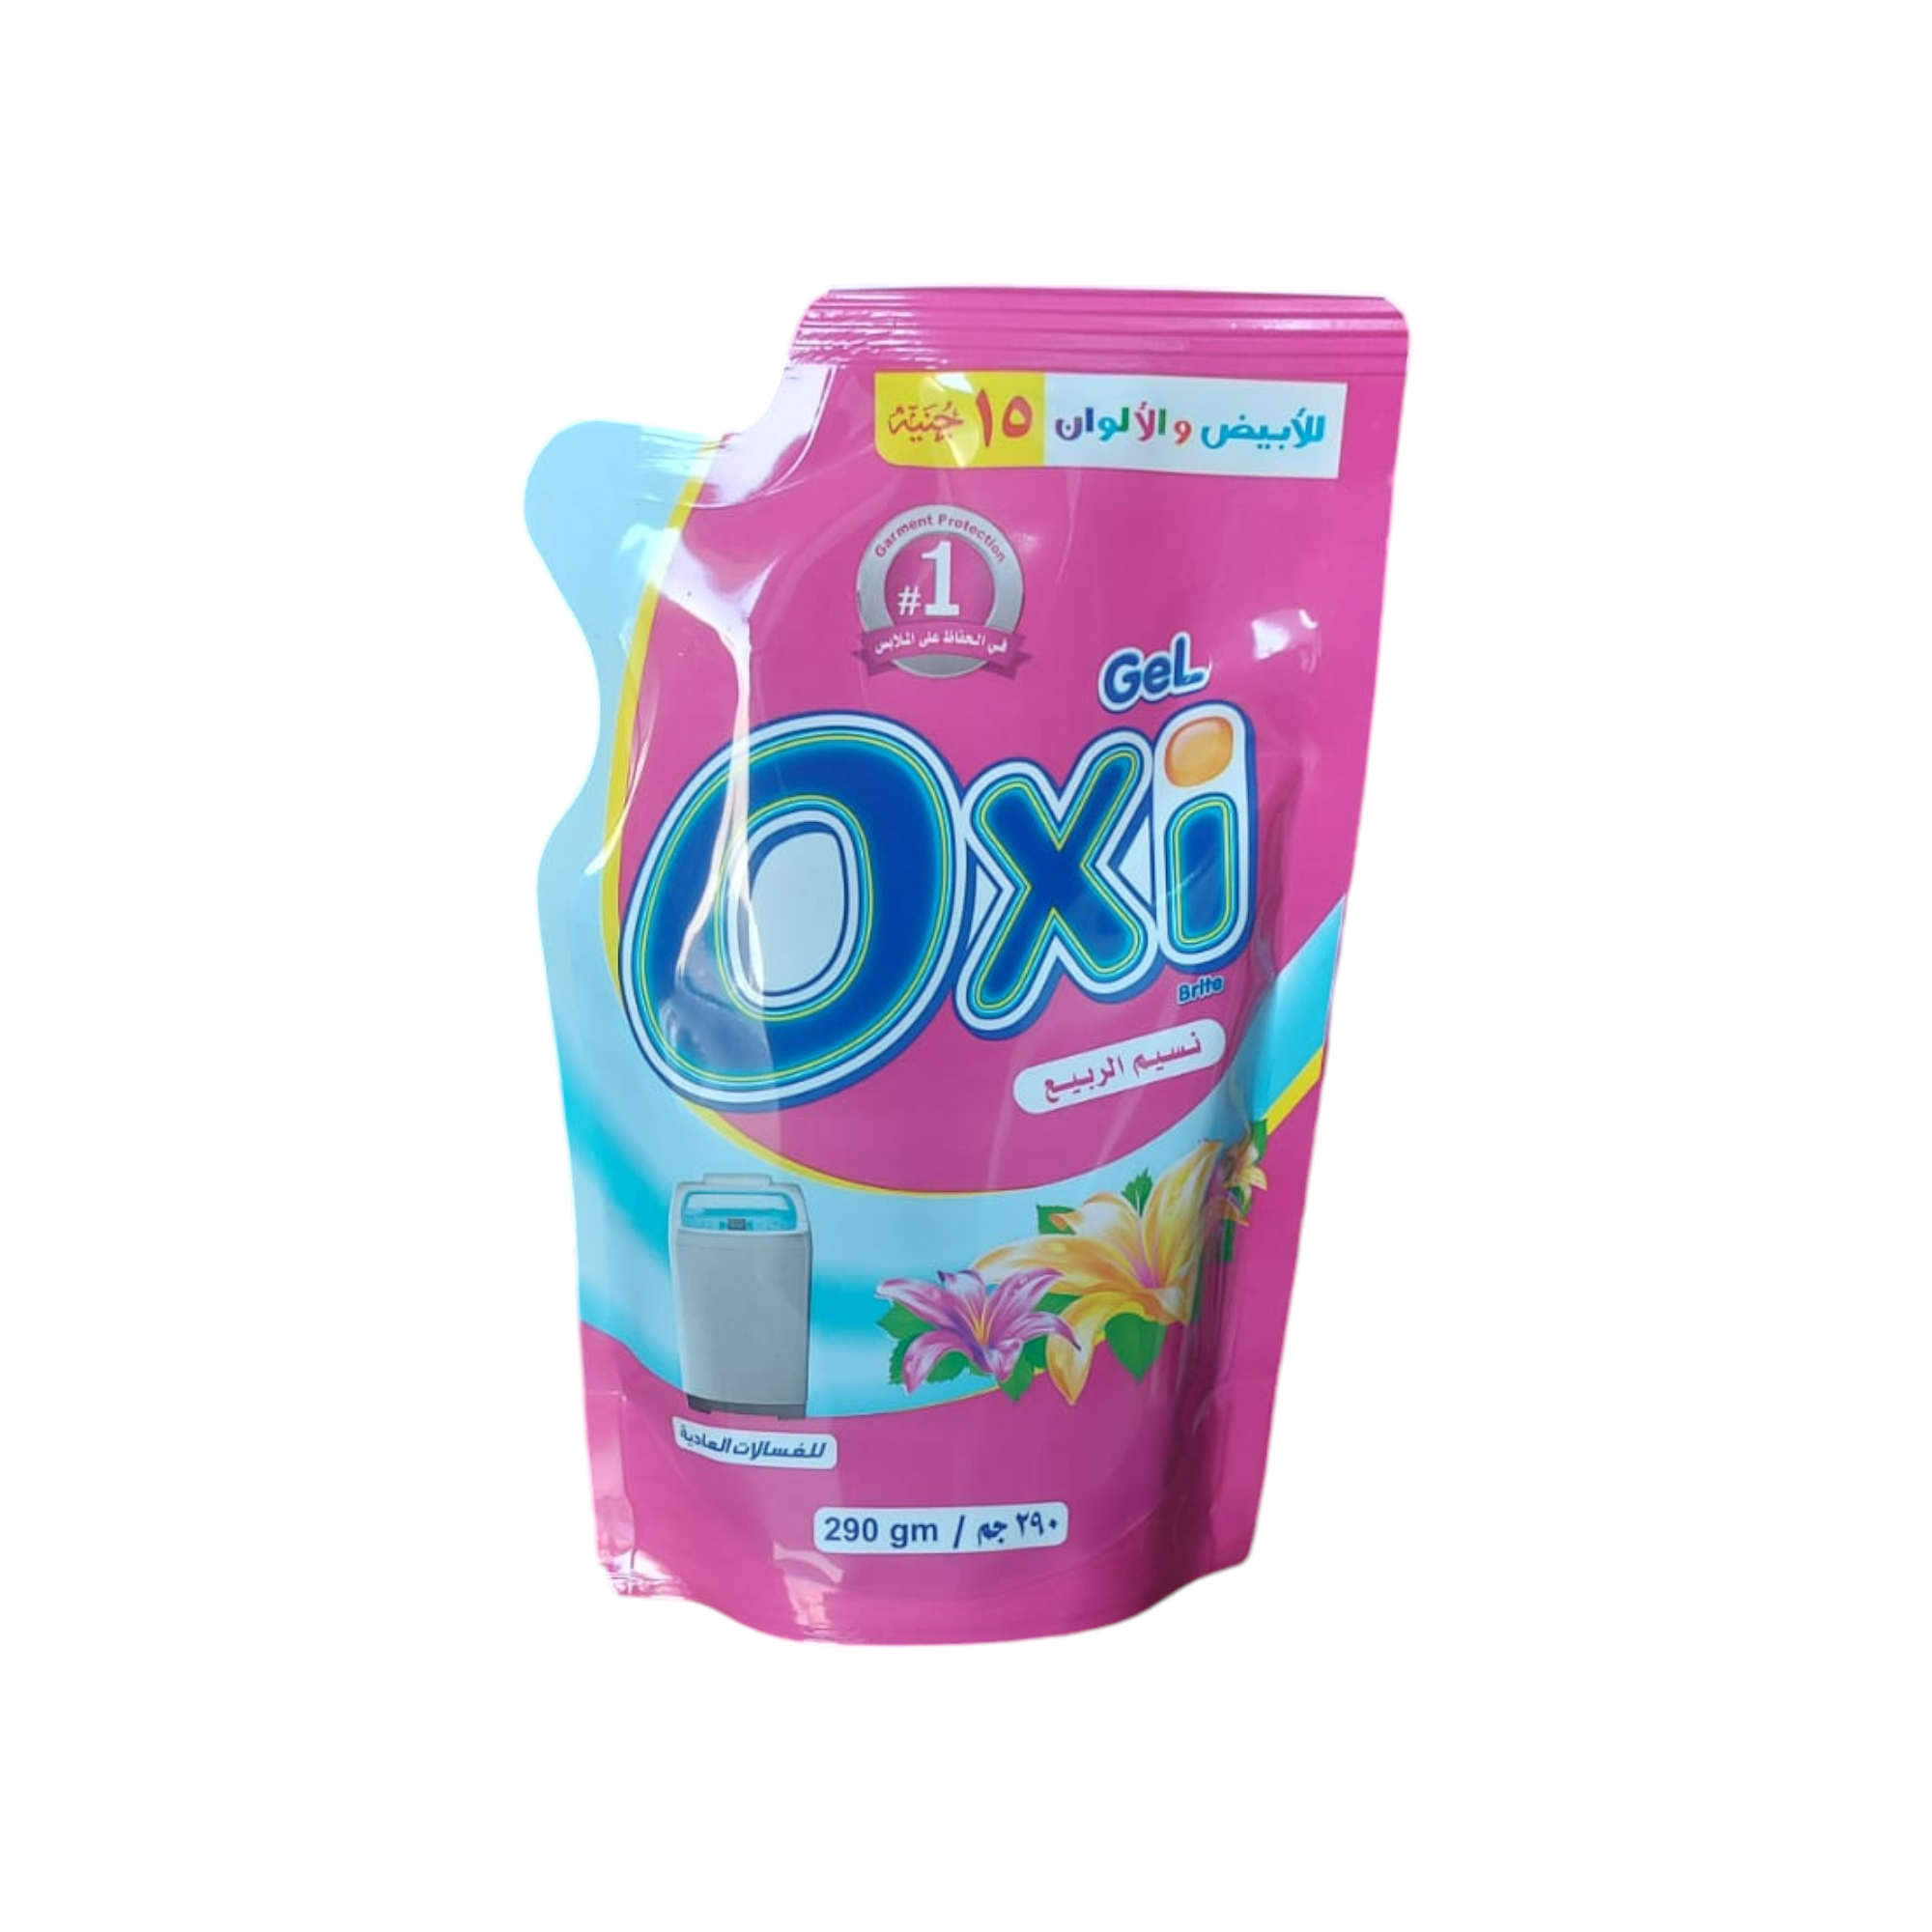 للأبيض والألوان ١٥ جُنَيْه
Garment Protection
#1
في الحفاظ على الملابس
GeL
Oxi
Brite
نسيم الربيع
للغسالات العادية
290 gm / ٢٩٠ جم